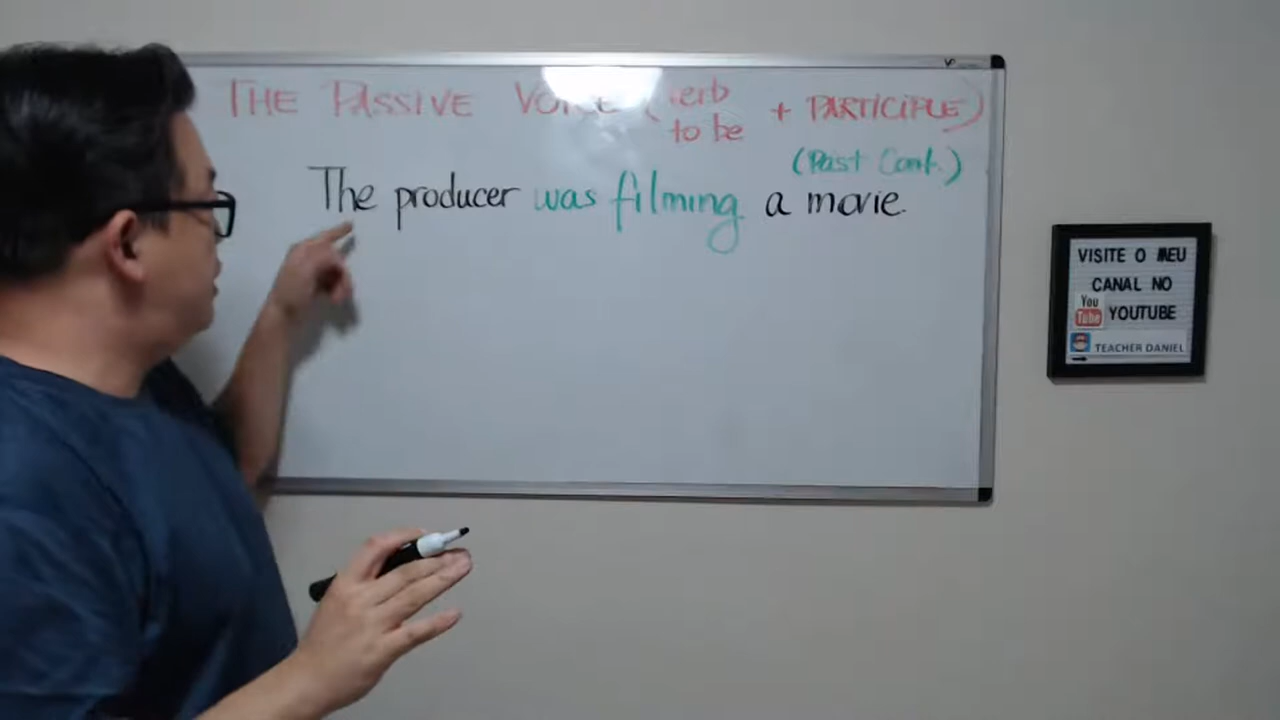 THE PASSIVE VOICE (verb to be + PARTICIPLE)
(Past Cont.)
The producer was filming a movie.
VISITE O MEU
CANAL NO
You Tube YOUTUBE
TEACHER DANIEL